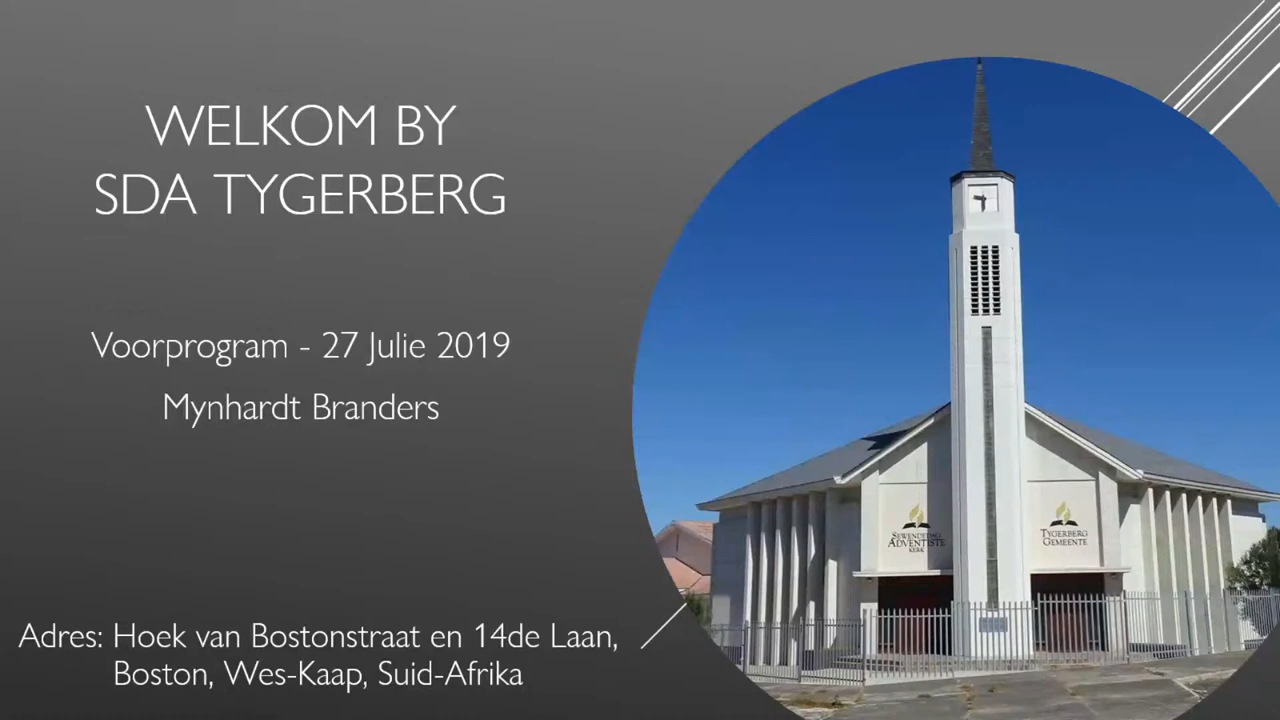 WELKOM BY
SDA TYGERBERG
Voorprogram - 27 Julie 2019
Mynhardt Branders
Adres: Hoek van Bostonstraat en 14de Laan,
Boston, Wes-Kaap, Suid-Afrika
SEWENDEDAG
ADVENTISTE
KERK
TYGERBERG
GEMEENTE